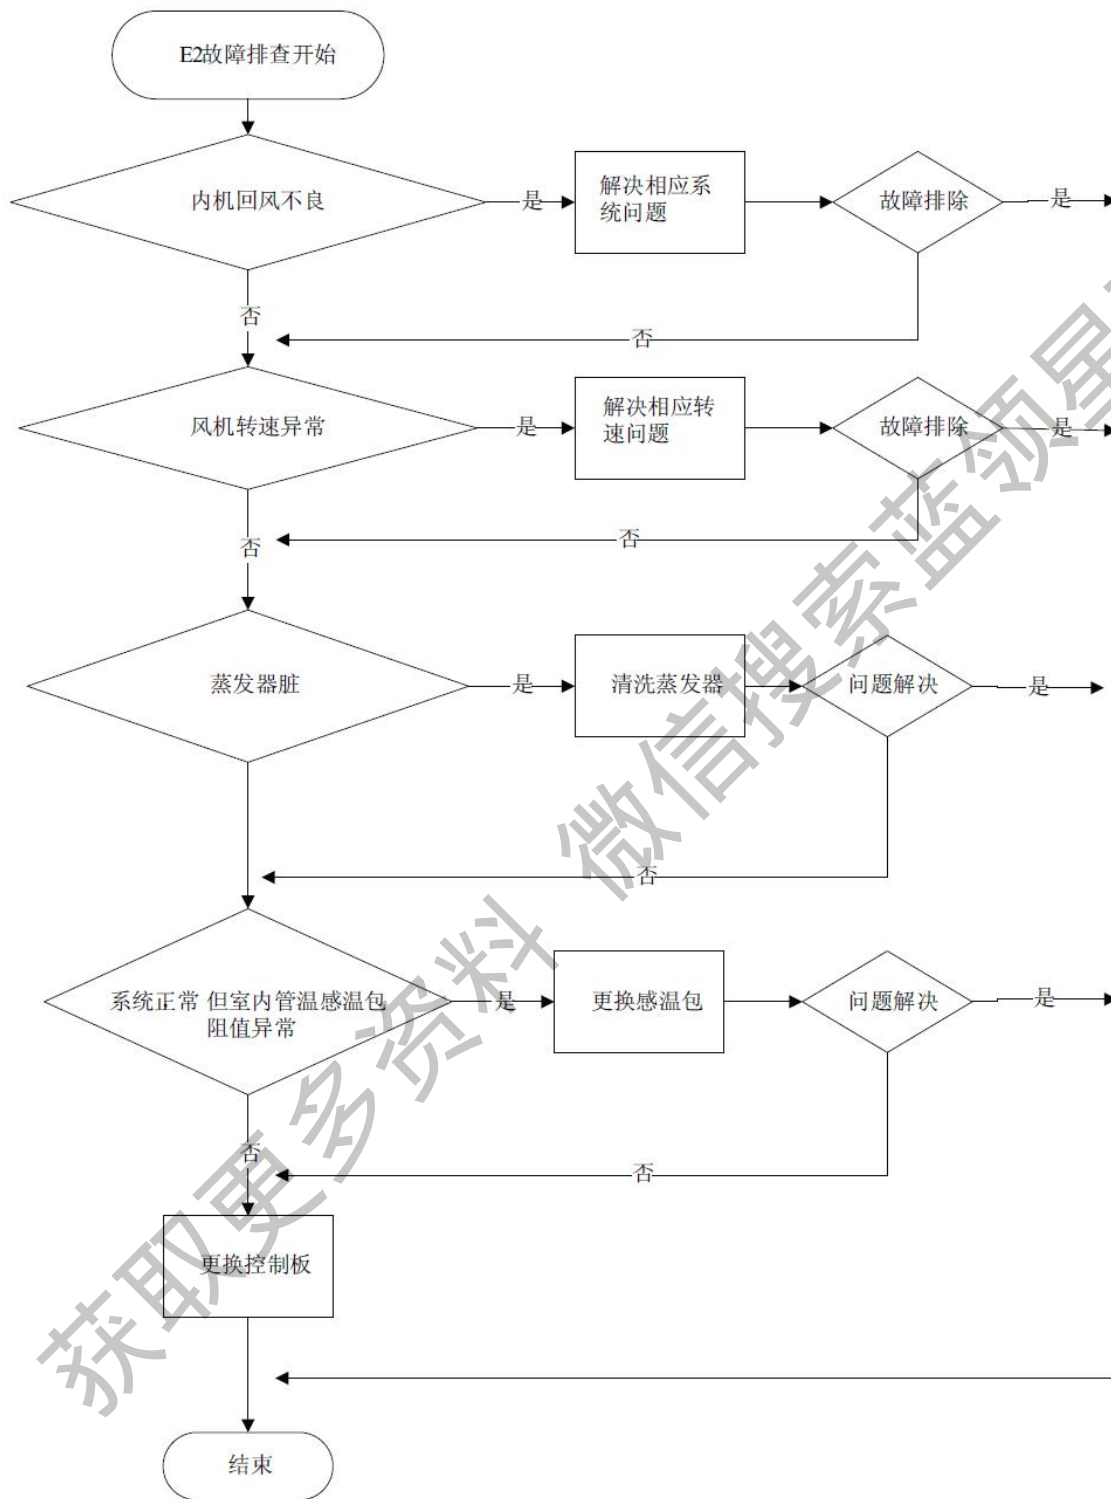 E2故障排查开始
内机回风不良
是
解决相应系
统问题
故障排除
是
否
否
风机转速异常
是
解决相应转
速问题
故障排除
是
否
否
蒸发器脏
是
清洗蒸发器
问题解决
是
否
系统正常 但室内管温感温包
阻值异常
是
更换感温包
问题解决
是
否
否
更换控制板
结束
获取更多资料 微信搜索蓝领星